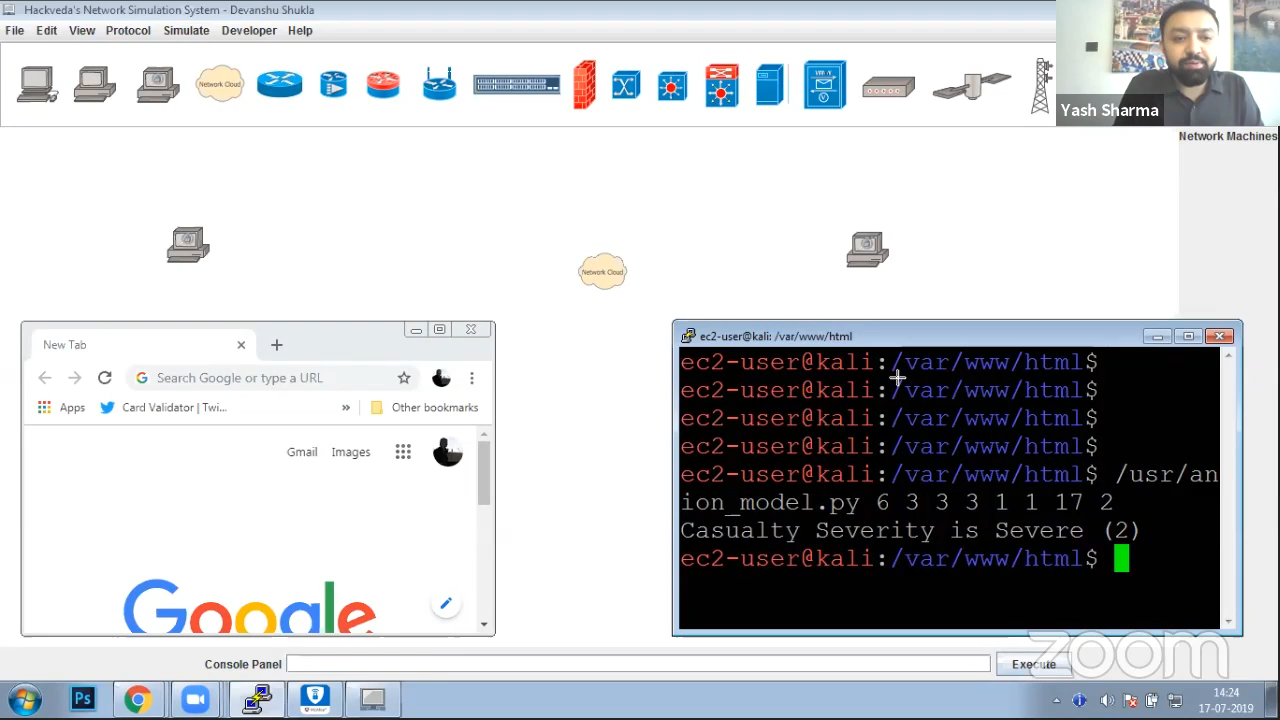 Hackveda's Network Simulation System - Devanshu Shukla
File Edit View Protocol Simulate Developer Help
Network Cloud
Yash Sharma
Network Machines
Network Cloud
New Tab
Search Google or type a URL
Apps Card Validator | Twi... » Other bookmarks
Gmail Images
Google
ec2-user@kali: /var/www/html
ec2-user@kali:/var/www/html$
ec2-user@kali:/var/www/html$
ec2-user@kali:/var/www/html$
ec2-user@kali:/var/www/html$
ec2-user@kali:/var/www/html$ /usr/an
ion_model.py 6 3 3 3 1 1 17 2
Casualty Severity is Severe (2)
ec2-user@kali:/var/www/html$
Console Panel Execute
zoom
Ps
14:24
17-07-2019